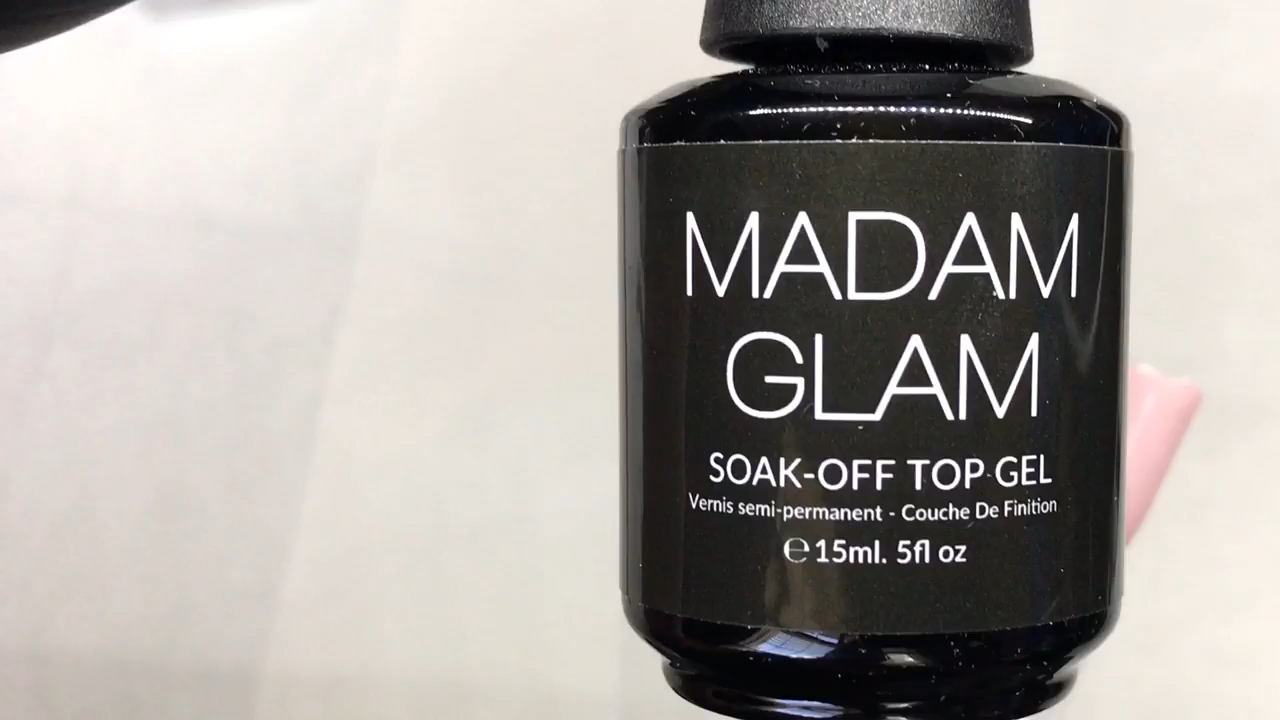 MADAM
GLAM
SOAK-OFF TOP GEL
Vernis semi-permanent - Couche De Finition
℮ 15ml. 5fl oz